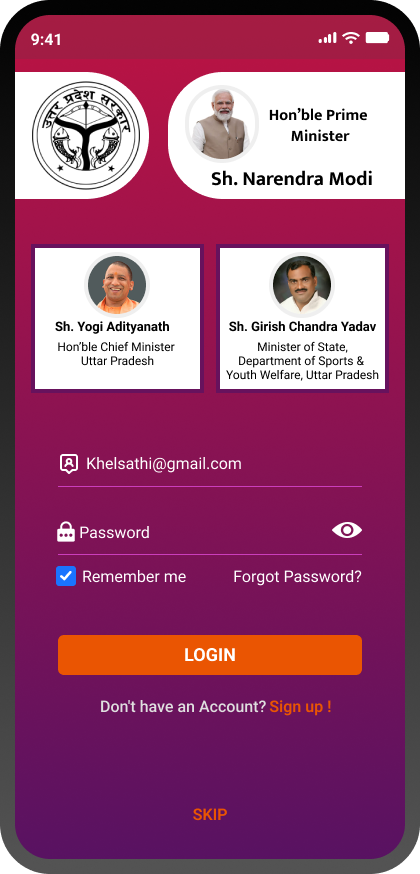 9:41
उत्तर प्रदेश सरकार
Hon'ble Prime
Minister
Sh. Narendra Modi
Sh. Yogi Adityanath
Hon'ble Chief Minister
Uttar Pradesh
Sh. Girish Chandra Yadav
Minister of State,
Department of Sports &
Youth Welfare, Uttar Pradesh
Khelsathi@gmail.com
Password
Remember me
Forgot Password?
LOGIN
Don't have an Account? Sign up !
SKIP